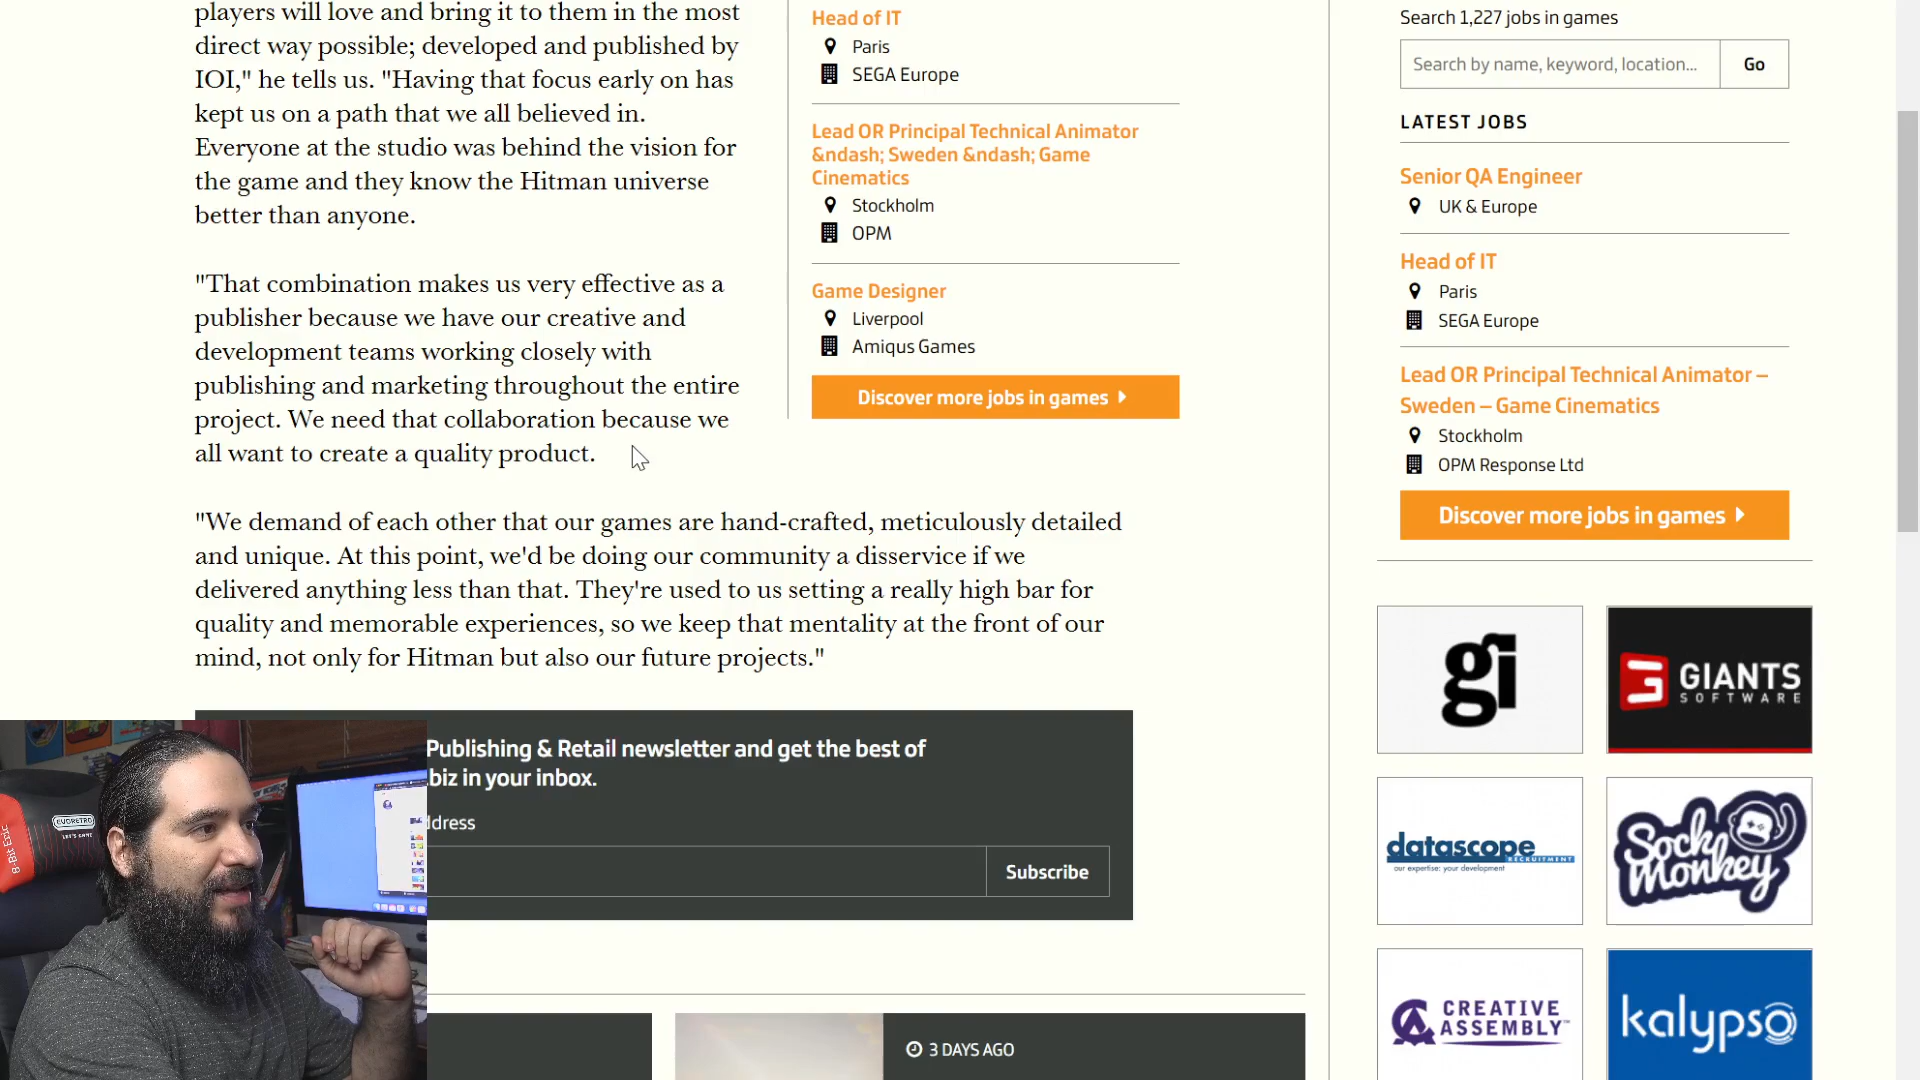 players will love and bring it to them in the most
direct way possible; developed and published by
IOI," he tells us. "Having that focus early on has
kept us on a path that we all believed in.
Everyone at the studio was behind the vision for
the game and they know the Hitman universe
better than anyone.
"That combination makes us very effective as a
publisher because we have our creative and
development teams working closely with
publishing and marketing throughout the entire
project. We need that collaboration because we
all want to create a quality product.
"We demand of each other that our games are hand-crafted, meticulously detailed
and unique. At this point, we'd be doing our community a disservice if we
delivered anything less than that. They're used to us setting a really high bar for
quality and memorable experiences, so we keep that mentality at the front of our
mind, not only for Hitman but also our future projects."
Publishing & Retail newsletter and get the best of
biz in your inbox.
ddress
Subscribe
3 DAYS AGO
Head of IT
Paris
SEGA Europe
Lead OR Principal Technical Animator
&ndash; Sweden &ndash; Game
Cinematics
Stockholm
OPM
Game Designer
Liverpool
Amiqus Games
Discover more jobs in games
Search 1,227 jobs in games
Search by name, keyword, location...
Go
LATEST JOBS
Senior QA Engineer
UK & Europe
Head of IT
Paris
SEGA Europe
Lead OR Principal Technical Animator –
Sweden – Game Cinematics
Stockholm
OPM Response Ltd
Discover more jobs in games
gi
GIANTS
SOFTWARE
datascope
RECRUITMENT
our expertise: your development
Sock
Monkey
CREATIVE
ASSEMBLY
kalypso
EVORETRO
LET'S GAME
8-Bit Eric